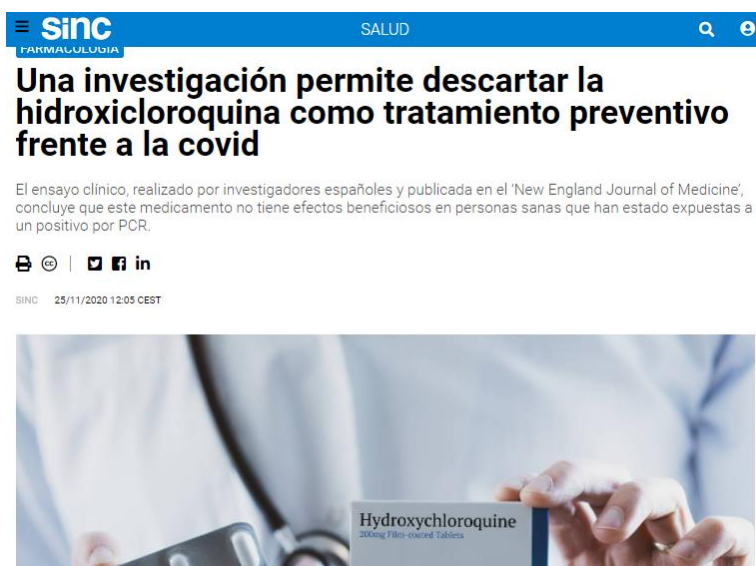 sinc
SALUD
FARMACOLOGÍA
Una investigación permite descartar la
hidroxicloroquina como tratamiento preventivo
frente a la covid
El ensayo clínico, realizado por investigadores españoles y publicada en el ‘New England Journal of Medicine’,
concluye que este medicamento no tiene efectos beneficiosos en personas sanas que han estado expuestas a
un positivo por PCR.
cc
in
SINC 25/11/2020 12:05 CEST
Hydroxychloroquine
200mg Film-coated Tablets